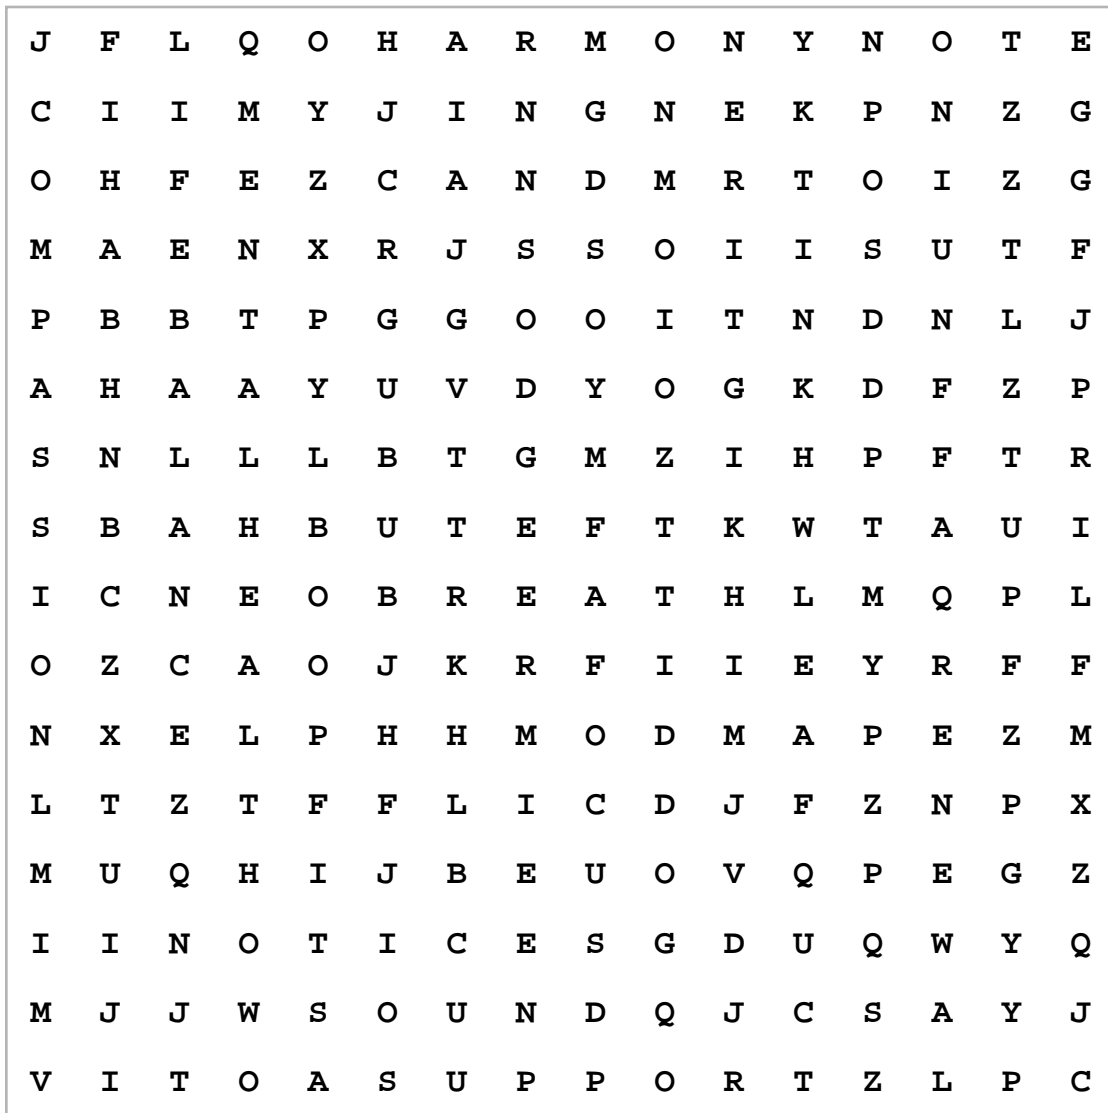 J F L Q O H A R M O N Y N O T E
C I I M Y J I N G N E K P N Z G
O H F E Z C A N D M R T O I Z G
M A E N X R J S S O I I S U T F
P B B T P G G O O I T N D N L J
A H A A Y U V D Y O G K D F Z P
S N L L L B T G M Z I H P F T R
S B A H B U T E F T K W T A U I
I C N E O B R E A T H L M Q P L
O Z C A O J K R F I I E Y R F F
N X E L P H H M O D M A P E Z M
L T Z T F F L I C D J F Z N P X
M U Q H I J B E U O V Q P E G Z
I I N O T I C E S G D U Q W Y Q
M J J W S O U N D Q J C S A Y J
V I T O A S U P P O R T Z L P C